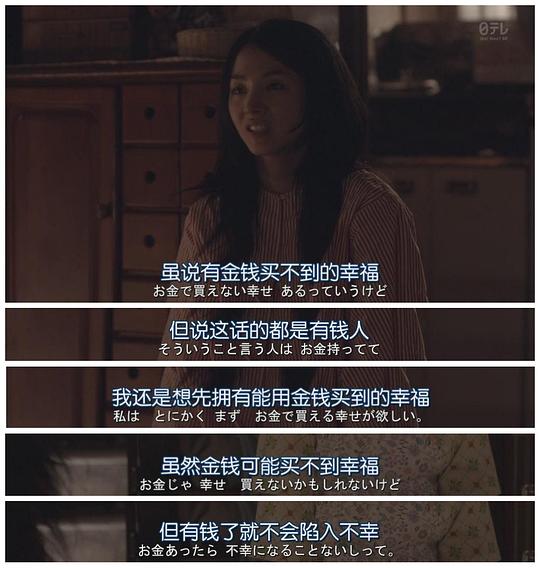 日テレ
虽说有金钱买不到的幸福
お金で買えない幸せ あるっていうけど
但说这话的都是有钱人
そういうこと言う人は お金持ってて
我还是想先拥有能用金钱买到的幸福
私は とにかく まず お金で買える幸せが欲しい。
虽然金钱可能买不到幸福
お金じゃ 幸せ 買えないかもしれないけど
但有钱了就不会陷入不幸
お金あったら 不幸になることないしって。